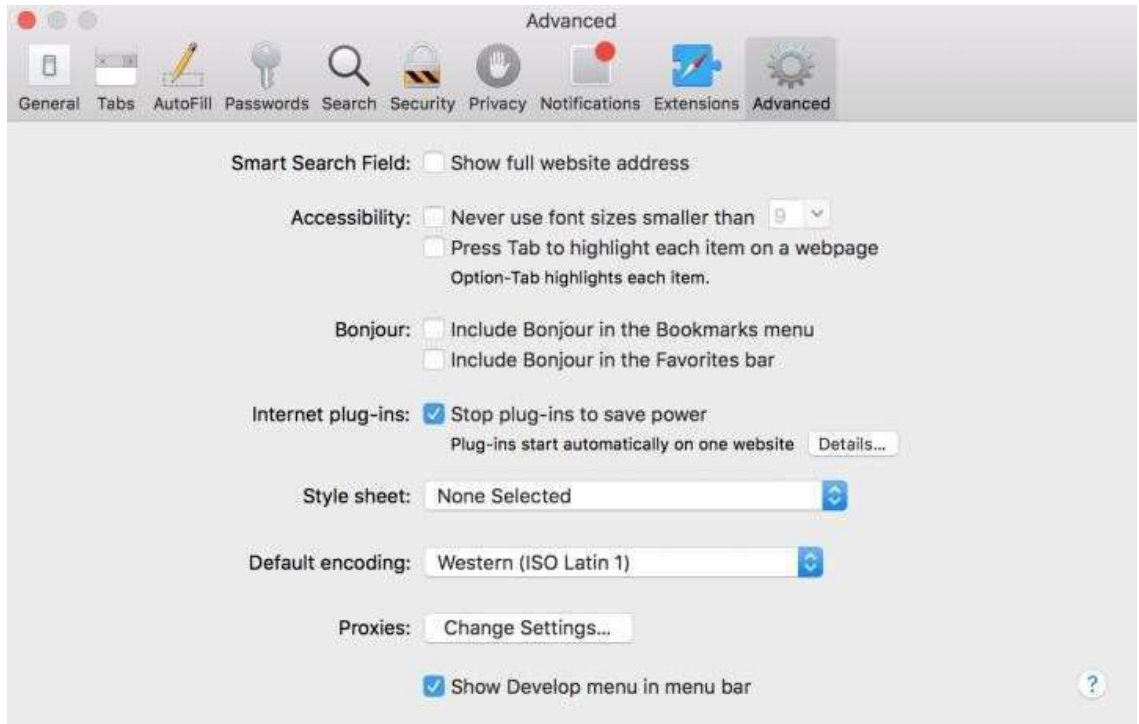 Advanced
General Tabs AutoFill Passwords Search Security Privacy Notifications Extensions Advanced
Smart Search Field: Show full website address
Accessibility: Never use font sizes smaller than 9
Press Tab to highlight each item on a webpage
Option-Tab highlights each item.
Bonjour: Include Bonjour in the Bookmarks menu
Include Bonjour in the Favorites bar
Internet plug-ins: Stop plug-ins to save power
Plug-ins start automatically on one website Details...
Style sheet: None Selected
Default encoding: Western (ISO Latin 1)
Proxies: Change Settings...
Show Develop menu in menu bar ?